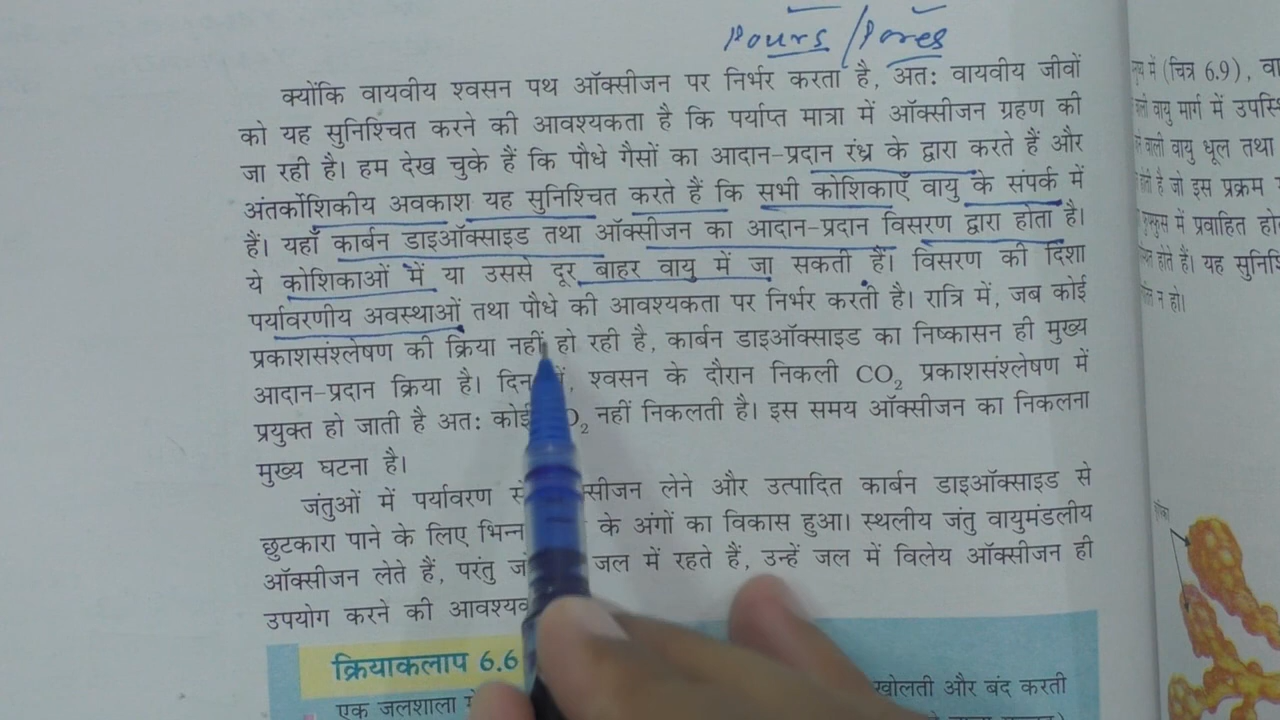 Pours / Pores
क्योंकि वायवीय श्वसन पथ ऑक्सीजन पर निर्भर करता है, अतः वायवीय जीवों
को यह सुनिश्चित करने की आवश्यकता है कि पर्याप्त मात्रा में ऑक्सीजन ग्रहण की
जा रही है। हम देख चुके हैं कि पौधे गैसों का आदान-प्रदान रंध्र के द्वारा करते हैं और
अंतर्कोशिकीय अवकाश यह सुनिश्चित करते हैं कि सभी कोशिकाएँ वायु के संपर्क में
हैं। यहाँ कार्बन डाइऑक्साइड तथा ऑक्सीजन का आदान-प्रदान विसरण द्वारा होता है।
ये कोशिकाओं में या उससे दूर बाहर वायु में जा सकती हैं। विसरण की दिशा
पर्यावरणीय अवस्थाओं तथा पौधे की आवश्यकता पर निर्भर करती है। रात्रि में, जब कोई
प्रकाशसंश्लेषण की क्रिया नहीं हो रही है, कार्बन डाइऑक्साइड का निष्कासन ही मुख्य
आदान-प्रदान क्रिया है। दिन श्वसन के दौरान निकली CO₂ प्रकाशसंश्लेषण में
प्रयुक्त हो जाती है अतः कोई नहीं निकलती है। इस समय ऑक्सीजन का निकलना
मुख्य घटना है।
जंतुओं में पर्यावरण लेने और उत्पादित कार्बन डाइऑक्साइड से
छुटकारा पाने के लिए भिन्न के अंगों का विकास हुआ। स्थलीय जंतु वायुमंडलीय
ऑक्सीजन लेते हैं, परंतु जल में रहते हैं, उन्हें जल में विलेय ऑक्सीजन ही
उपयोग करने की
क्रियाकलाप 6.6
एक जलशाला खोलती और बंद करती
में (चित्र 6.9),
वायु मार्ग में
वाली वायु धूल तथा
है जो इस प्रक्रम
में प्रवाहित
होते हैं। यह
न हो।